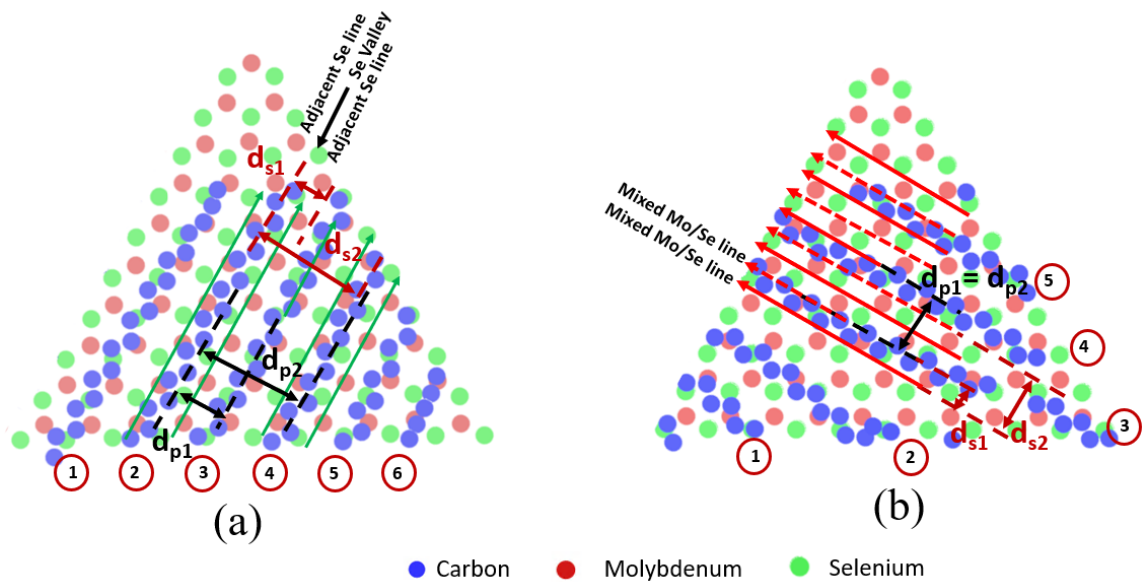 Adjacent Se line
Se Valley
Adjacent Se line
ds1
ds2
dp2
dp1
1
2
3
4
5
6
(a)
Mixed Mo/Se line
Mixed Mo/Se line
dp1 = dp2
5
4
3
ds1
ds2
1
2
(b)
Carbon
Molybdenum
Selenium